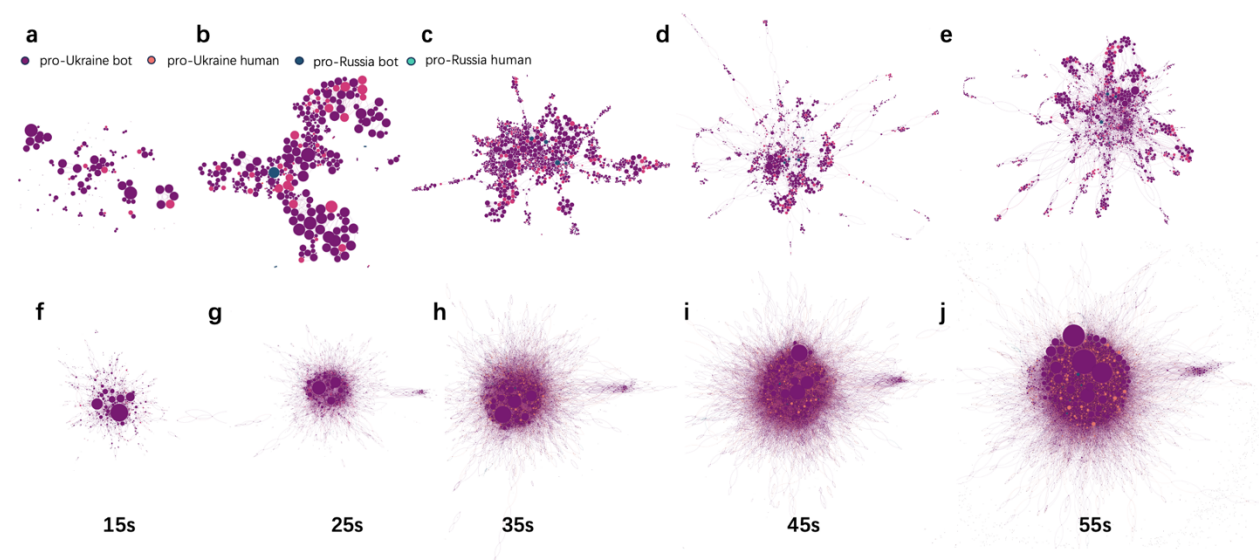 a b c d e
pro-Ukraine bot pro-Ukraine human pro-Russia bot pro-Russia human
f g h i j
15s 25s 35s 45s 55s